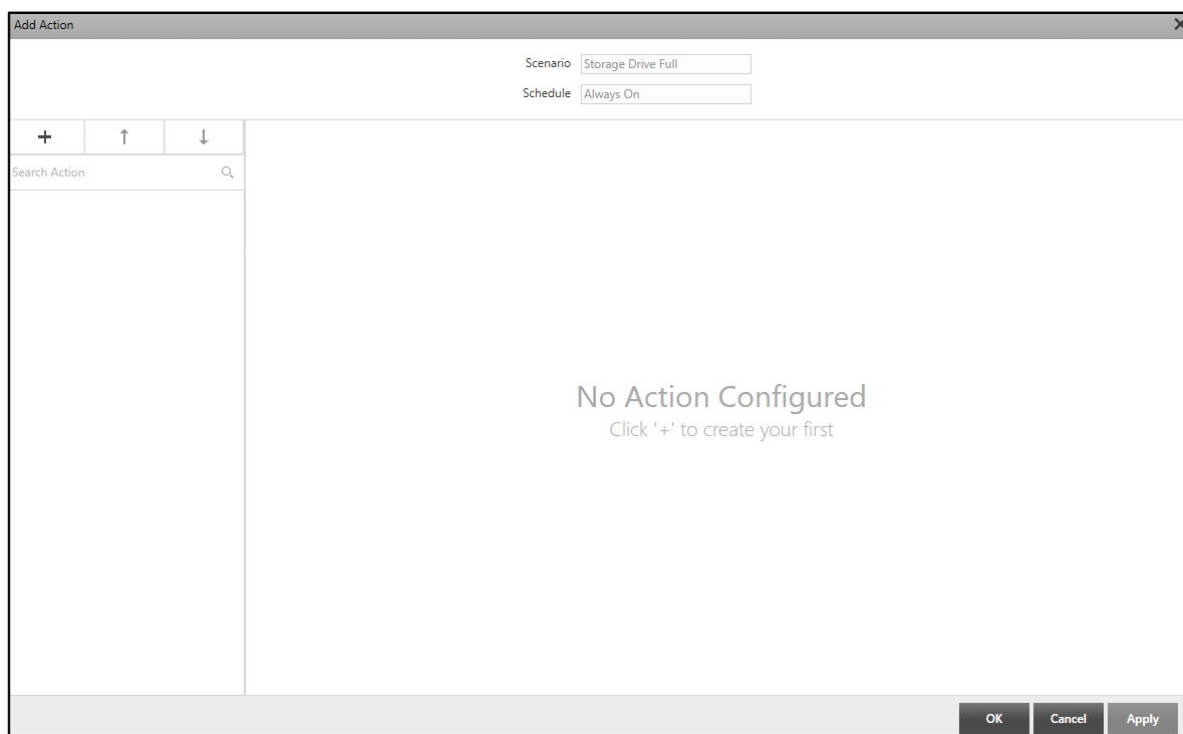 Add Action
Scenario Storage Drive Full
Schedule Always On
+ ↑ ↓
Search Action
No Action Configured
Click '+' to create your first
OK Cancel Apply